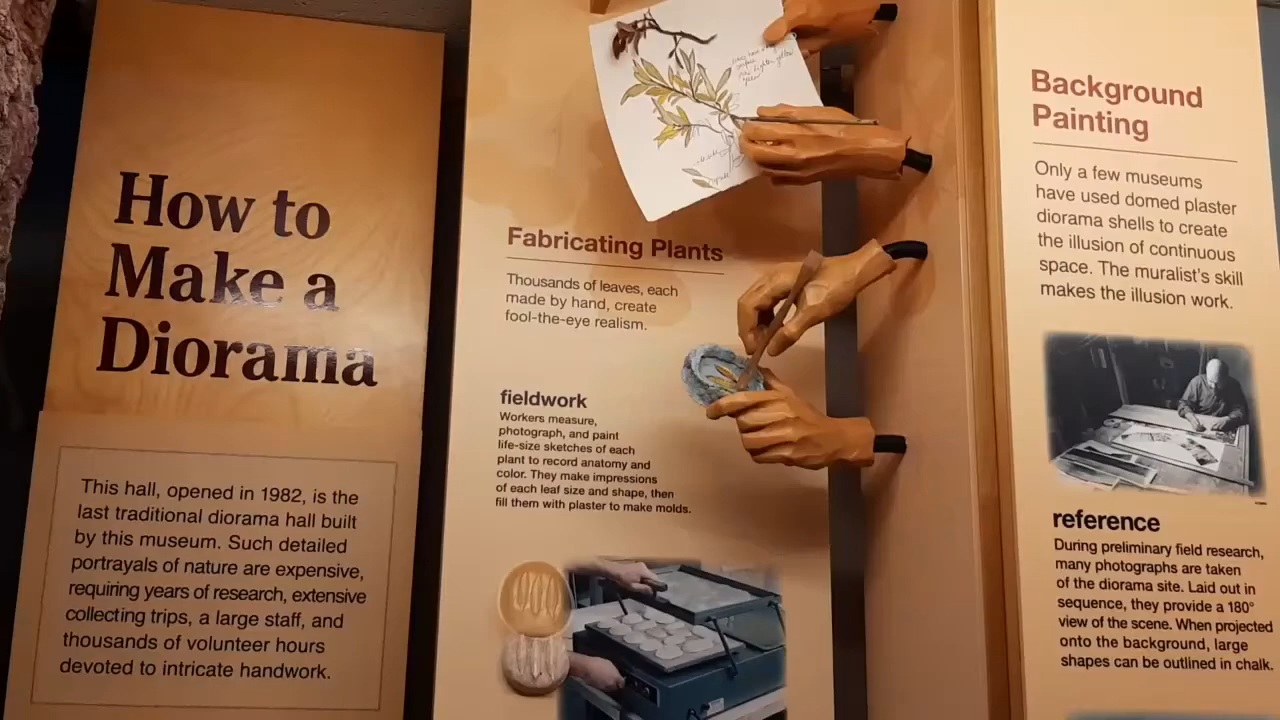 How to
Make a
Diorama
This hall, opened in 1982, is the
last traditional diorama hall built
by this museum. Such detailed
portrayals of nature are expensive,
requiring years of research, extensive
collecting trips, a large staff, and
thousands of volunteer hours
devoted to intricate handwork.
Fabricating Plants
Thousands of leaves, each
made by hand, create
fool-the-eye realism.
fieldwork
Workers measure,
photograph, and paint
life-size sketches of each
plant to record anatomy and
color. They make impressions
of each leaf size and shape, then
fill them with plaster to make molds.
Background
Painting
Only a few museums
have used domed plaster
diorama shells to create
the illusion of continuous
space. The muralist's skill
makes the illusion work.
reference
During preliminary field research,
many photographs are taken
of the diorama site. Laid out in
sequence, they provide a 180°
view of the scene. When projected
onto the background, large
shapes can be outlined in chalk.